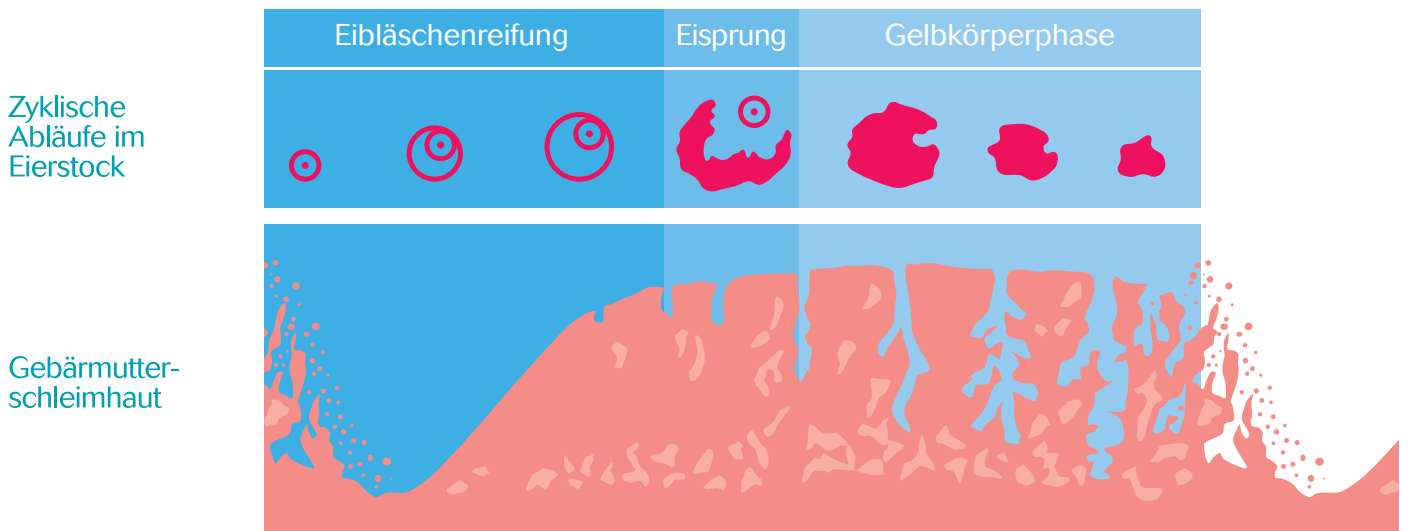 Eibläschenreifung
Eisprung
Gelbkörperphase
Zyklische
Abläufe im
Eierstock
Gebärmutter-
schleimhaut